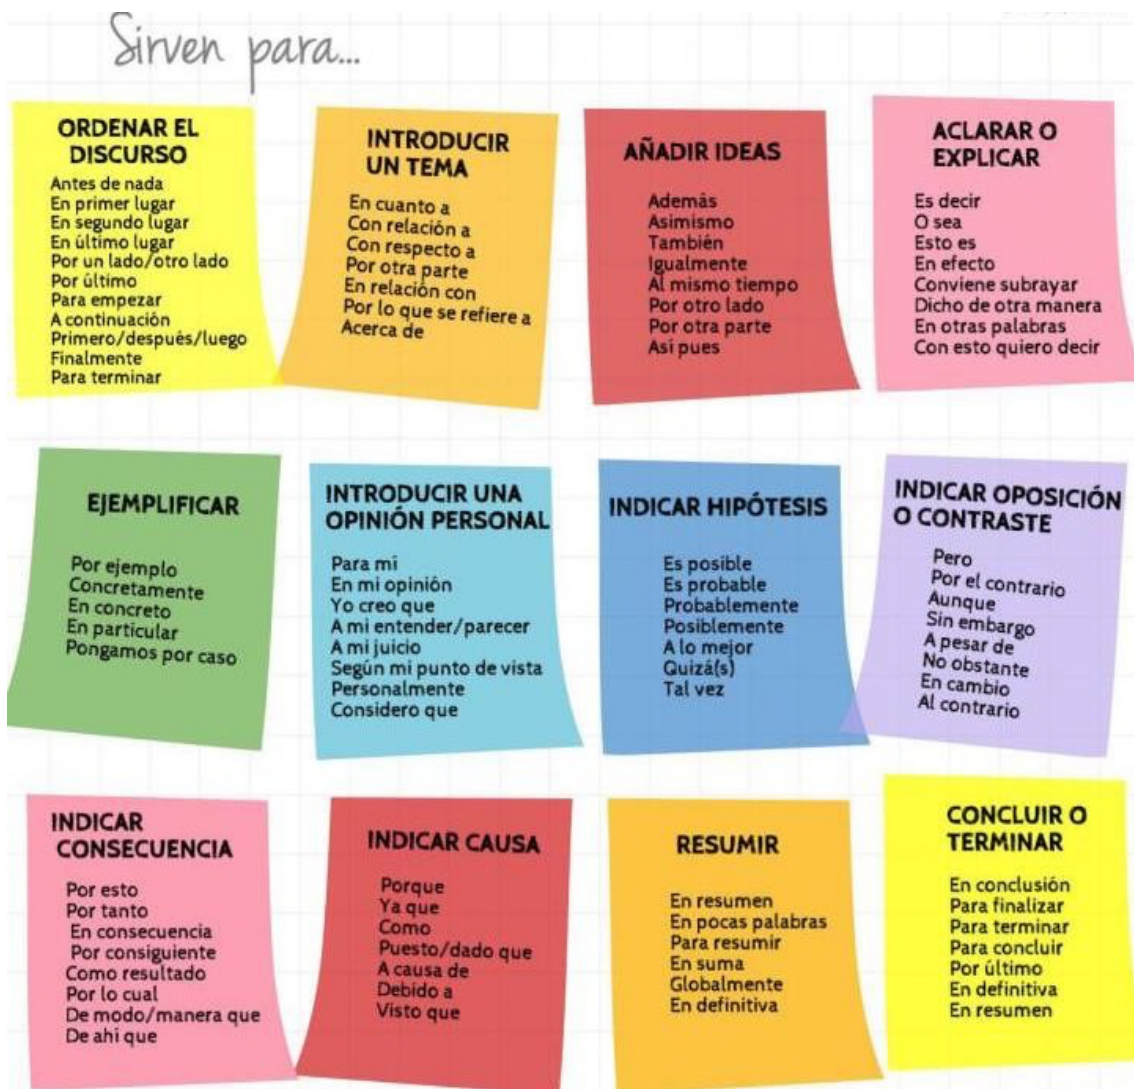 Sirven para...
ORDENAR EL
DISCURSO
Antes de nada
En primer lugar
En segundo lugar
En último lugar
Por un lado/otro lado
Por último
Para empezar
A continuación
Primero/después/luego
Finalmente
Para terminar
INTRODUCIR
UN TEMA
En cuanto a
Con relación a
Con respecto a
Por otra parte
En relación con
Por lo que se refiere a
Acerca de
AÑADIR IDEAS
Además
Asimismo
También
Igualmente
Al mismo tiempo
Por otro lado
Por otra parte
Así pues
ACLARAR O
EXPLICAR
Es decir
O sea
Esto es
En efecto
Conviene subrayar
Dicho de otra manera
En otras palabras
Con esto quiero decir
EJEMPLIFICAR
Por ejemplo
Concretamente
En concreto
En particular
Pongamos por caso
INTRODUCIR UNA
OPINIÓN PERSONAL
Para mí
En mi opinión
Yo creo que
A mi entender/parecer
A mi juicio
Según mi punto de vista
Personalmente
Considero que
INDICAR HIPÓTESIS
Es posible
Es probable
Probablemente
Posiblemente
A lo mejor
Quizá(s)
Tal vez
INDICAR OPOSICIÓN
O CONTRASTE
Pero
Por el contrario
Aunque
Sin embargo
A pesar de
No obstante
En cambio
Al contrario
INDICAR
CONSECUENCIA
Por esto
Por tanto
En consecuencia
Por consiguiente
Como resultado
Por lo cual
De modo/manera que
De ahí que
INDICAR CAUSA
Porque
Ya que
Como
Puesto/dado que
A causa de
Debido a
Visto que
RESUMIR
En resumen
En pocas palabras
Para resumir
En suma
Globalmente
En definitiva
CONCLUIR O
TERMINAR
En conclusión
Para finalizar
Para terminar
Para concluir
Por último
En definitiva
En resumen